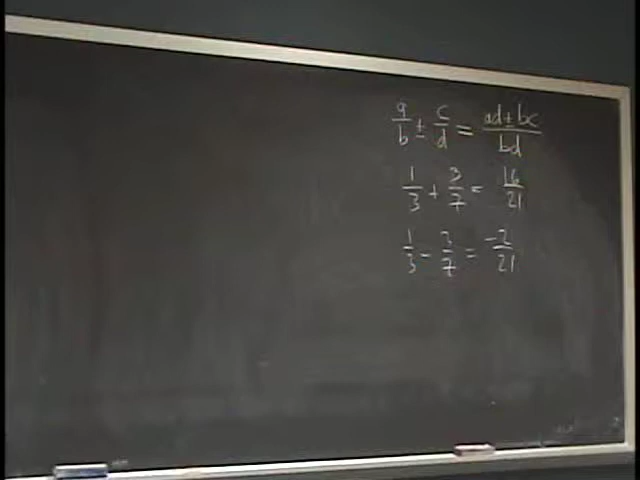 a/b ± c/d = ad ± bc/bd
1/3 + 3/7 = 16/21
1/3 - 3/7 = -2/21